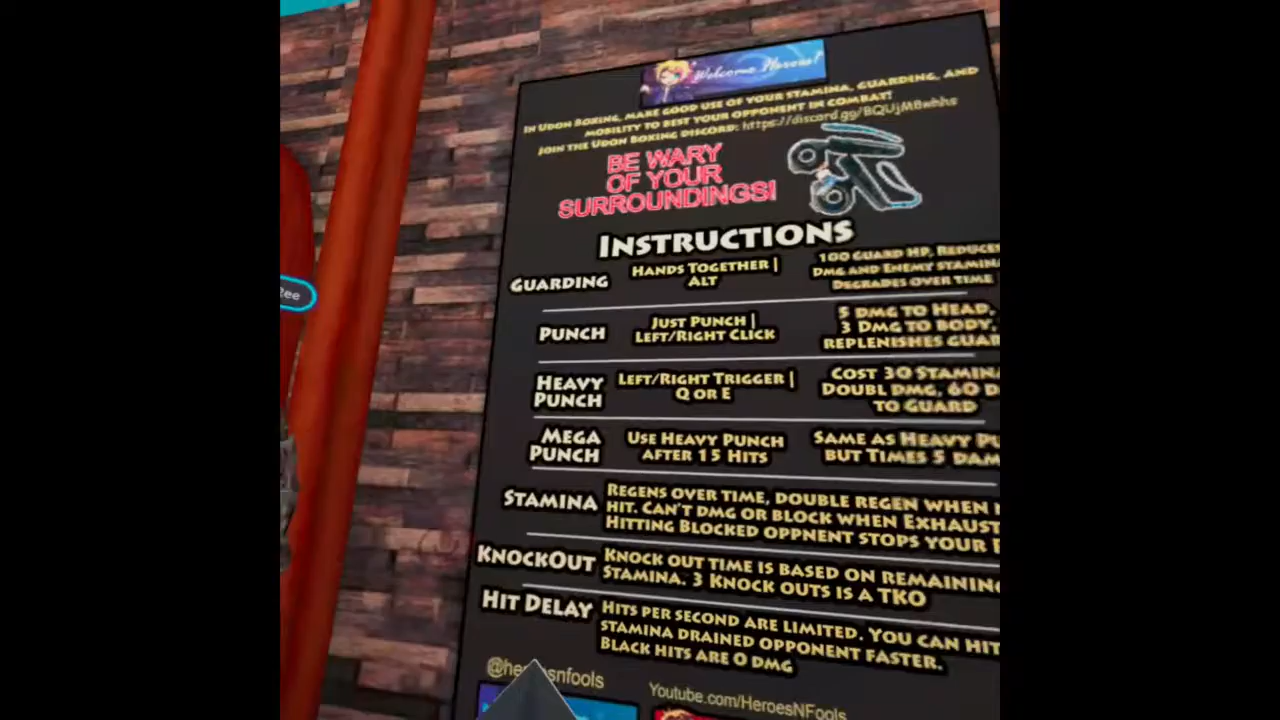 Welcome Heroes!
IN UDON BOXING, MAKE GOOD USE OF YOUR STAMINA, GUARDING, AND
MOBILITY TO BEST YOUR OPPONENT IN COMBAT!
JOIN THE UDON BOXING DISCORD: https://discord.gg/BQUjMBwhhs
BE WARY
OF YOUR
SURROUNDINGS!
INSTRUCTIONS
GUARDING
HANDS TOGETHER |
ALT
100 GUARD HP, REDUCES
DMG AND ENEMY STAMIN
DEGRADES OVER TIME
PUNCH
JUST PUNCH |
LEFT/RIGHT CLICK
5 DMG TO HEAD,
3 DMG TO BODY,
REPLENISHES GUAR
HEAVY
PUNCH
LEFT/RIGHT TRIGGER |
Q OR E
COST 30 STAMINA
DOUBL DMG, 60 D
TO GUARD
MEGA
PUNCH
USE HEAVY PUNCH
AFTER 15 HITS
SAME AS HEAVY PU
BUT TIMES 5 DAM
STAMINA
REGENS OVER TIME, DOUBLE REGEN WHEN
HIT. CAN'T DMG OR BLOCK WHEN EXHAUST
HITTING BLOCKED OPPNENT STOPS YOUR
KNOCKOUT
KNOCK OUT TIME IS BASED ON REMAINING
STAMINA. 3 KNOCK OUTS IS A TKO
HIT DELAY
HITS PER SECOND ARE LIMITED. YOU CAN HIT
STAMINA DRAINED OPPONENT FASTER.
BLACK HITS ARE 0 DMG
Youtube.com/HeroesNFools